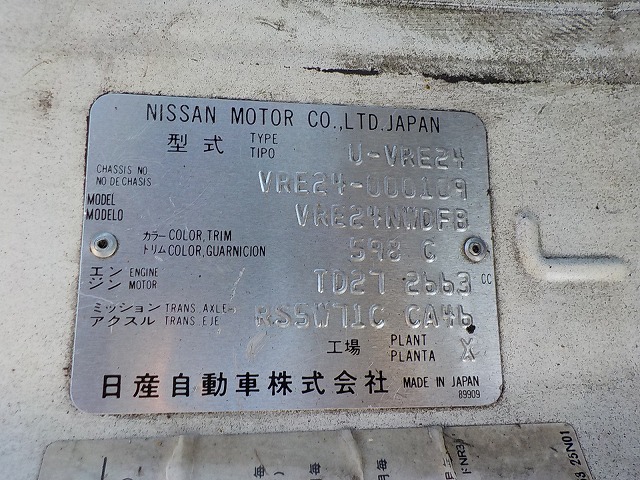 NISSAN MOTOR CO.,LTD.JAPAN
型式 TYPE TIPO U-VRE24
CHASSIS NO NO DE CHASIS VRE24-000109
MODEL MODELO VRE24NWDFB
カラー COLOR,TRIM トリム COLOR,GUARNICION 598 C
エンジン ENGINE MOTOR TD27 2663 CC
ミッション TRANS. AXLE アクスル TRANS. EJE RS5W71C CA46
工場 PLANT PLANTA X
日産自動車株式会社 MADE IN JAPAN
89909
25N01